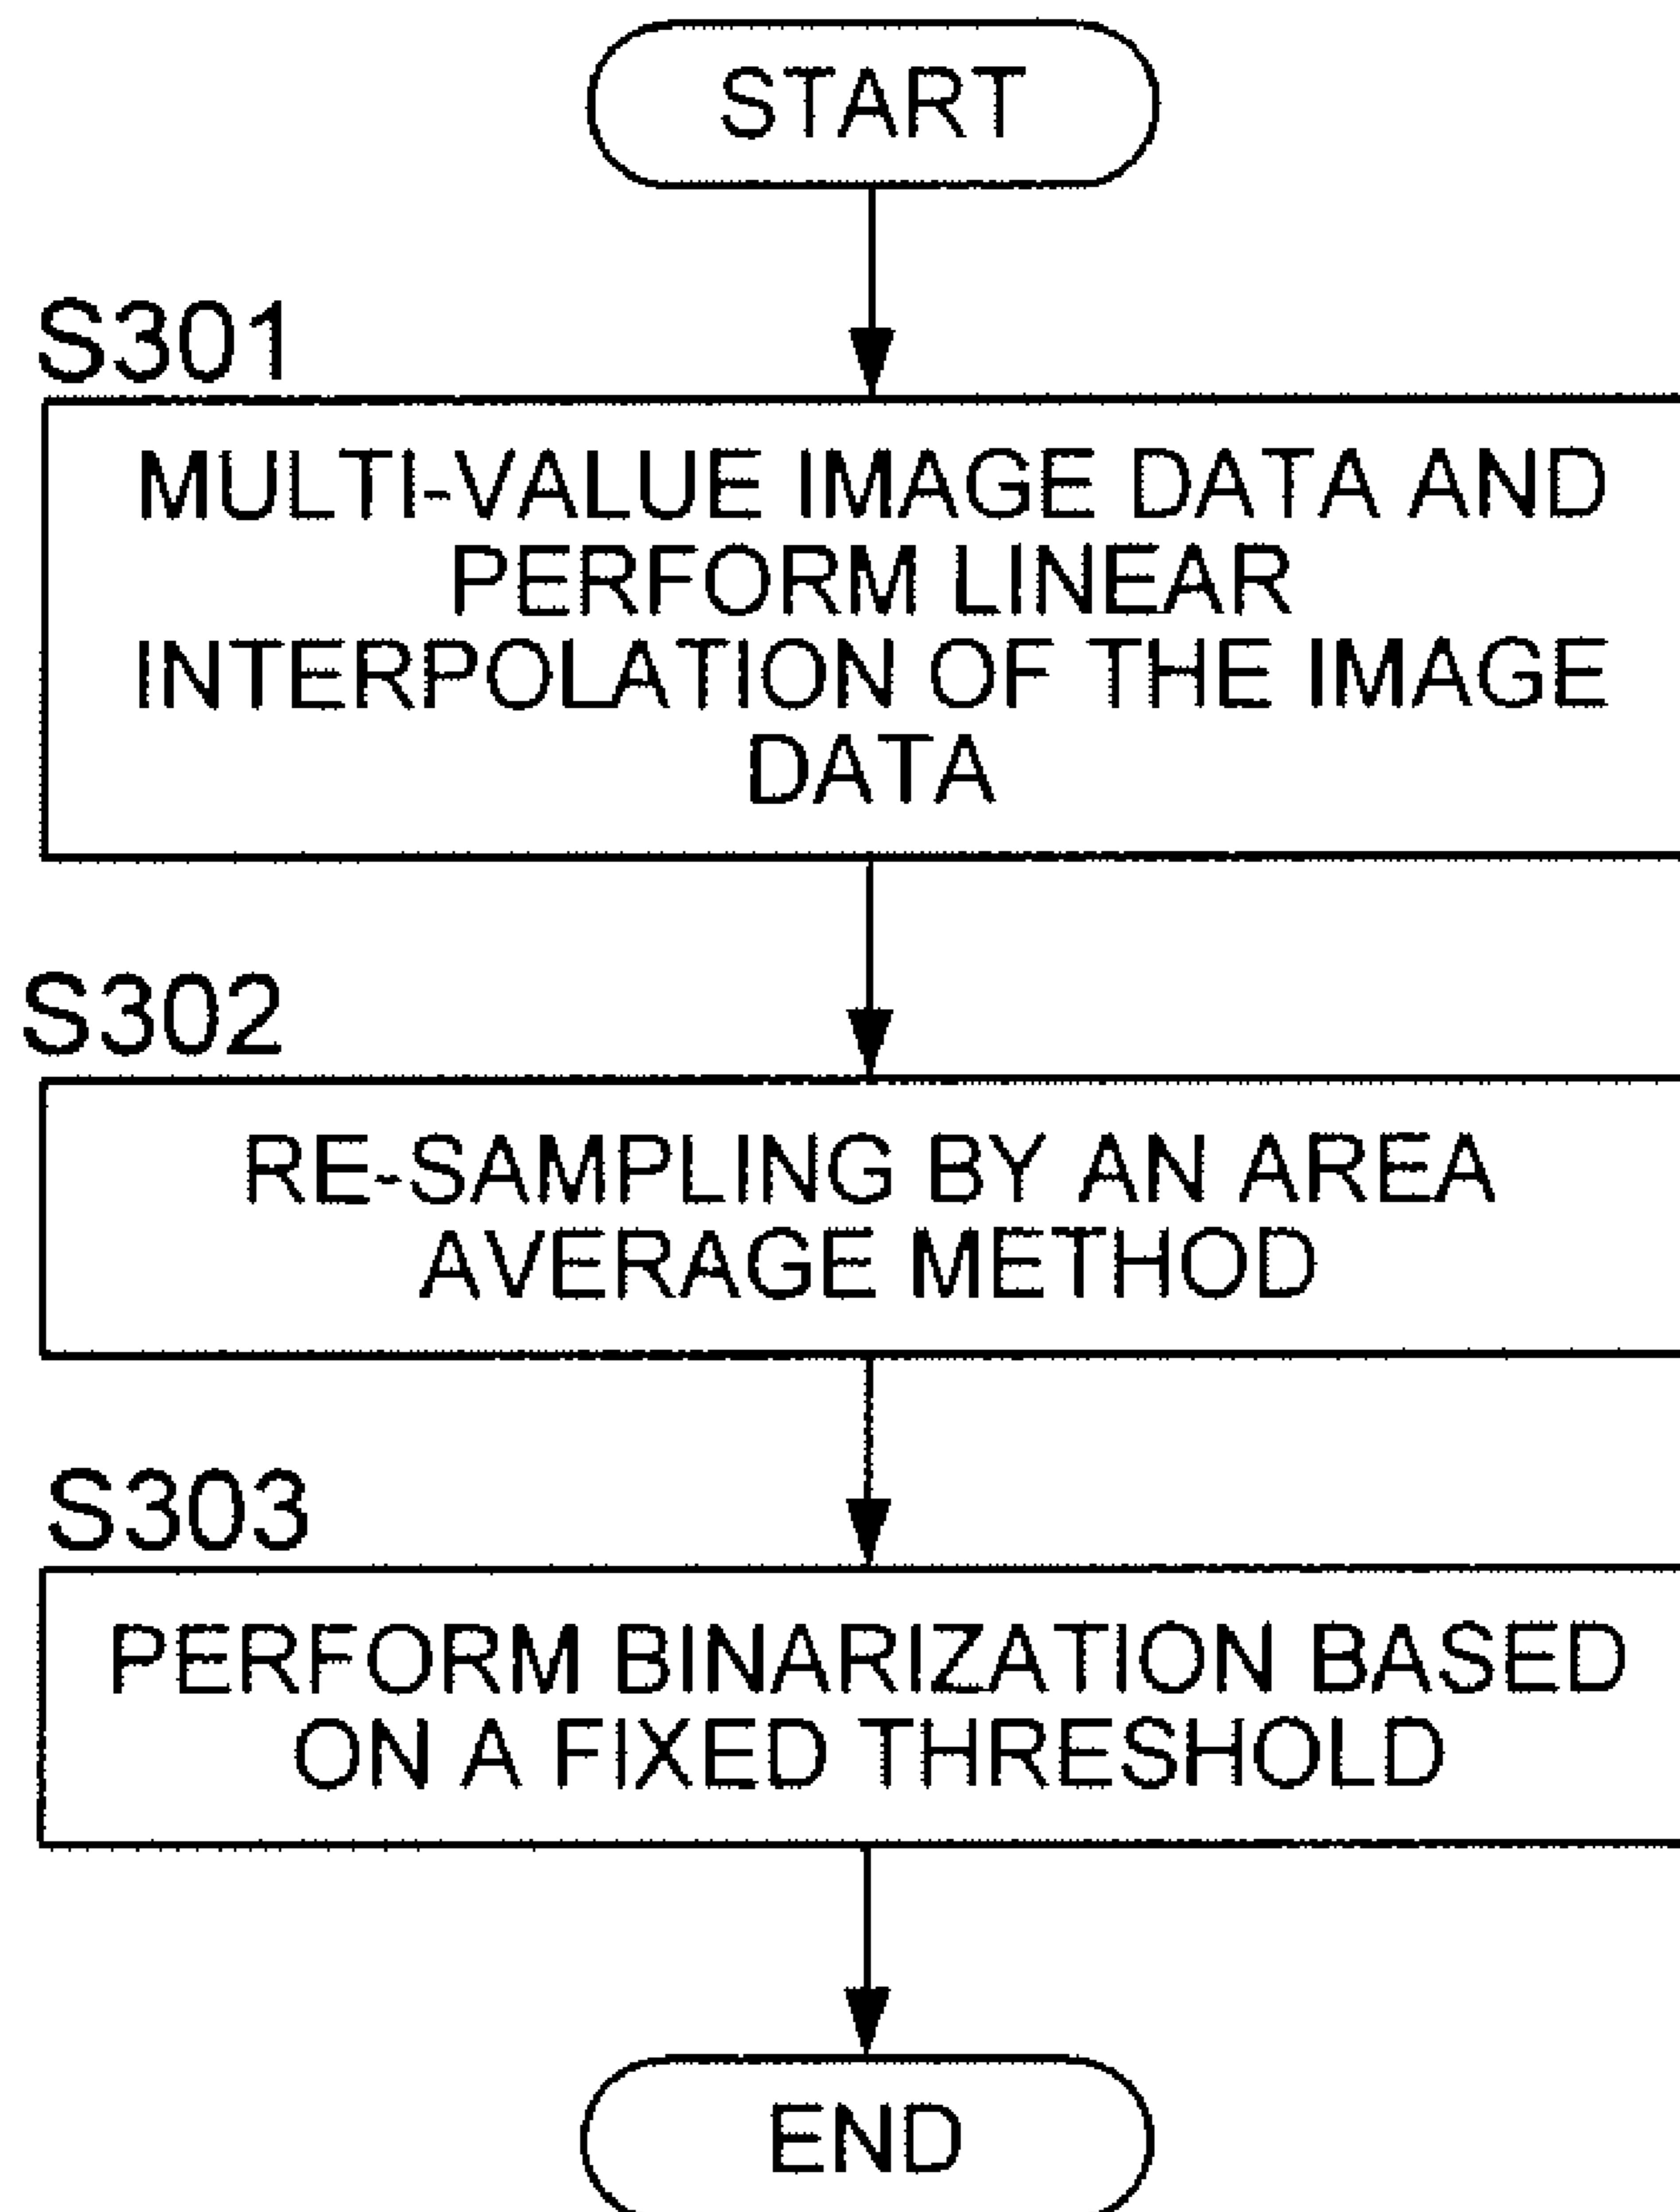 START
S301
MULTI-VALUE IMAGE DATA AND
PERFORM LINEAR
INTERPOLATION OF THE IMAGE
DATA
S302
RE-SAMPLING BY AN AREA
AVERAGE METHOD
S303
PERFORM BINARIZATION BASED
ON A FIXED THRESHOLD
END